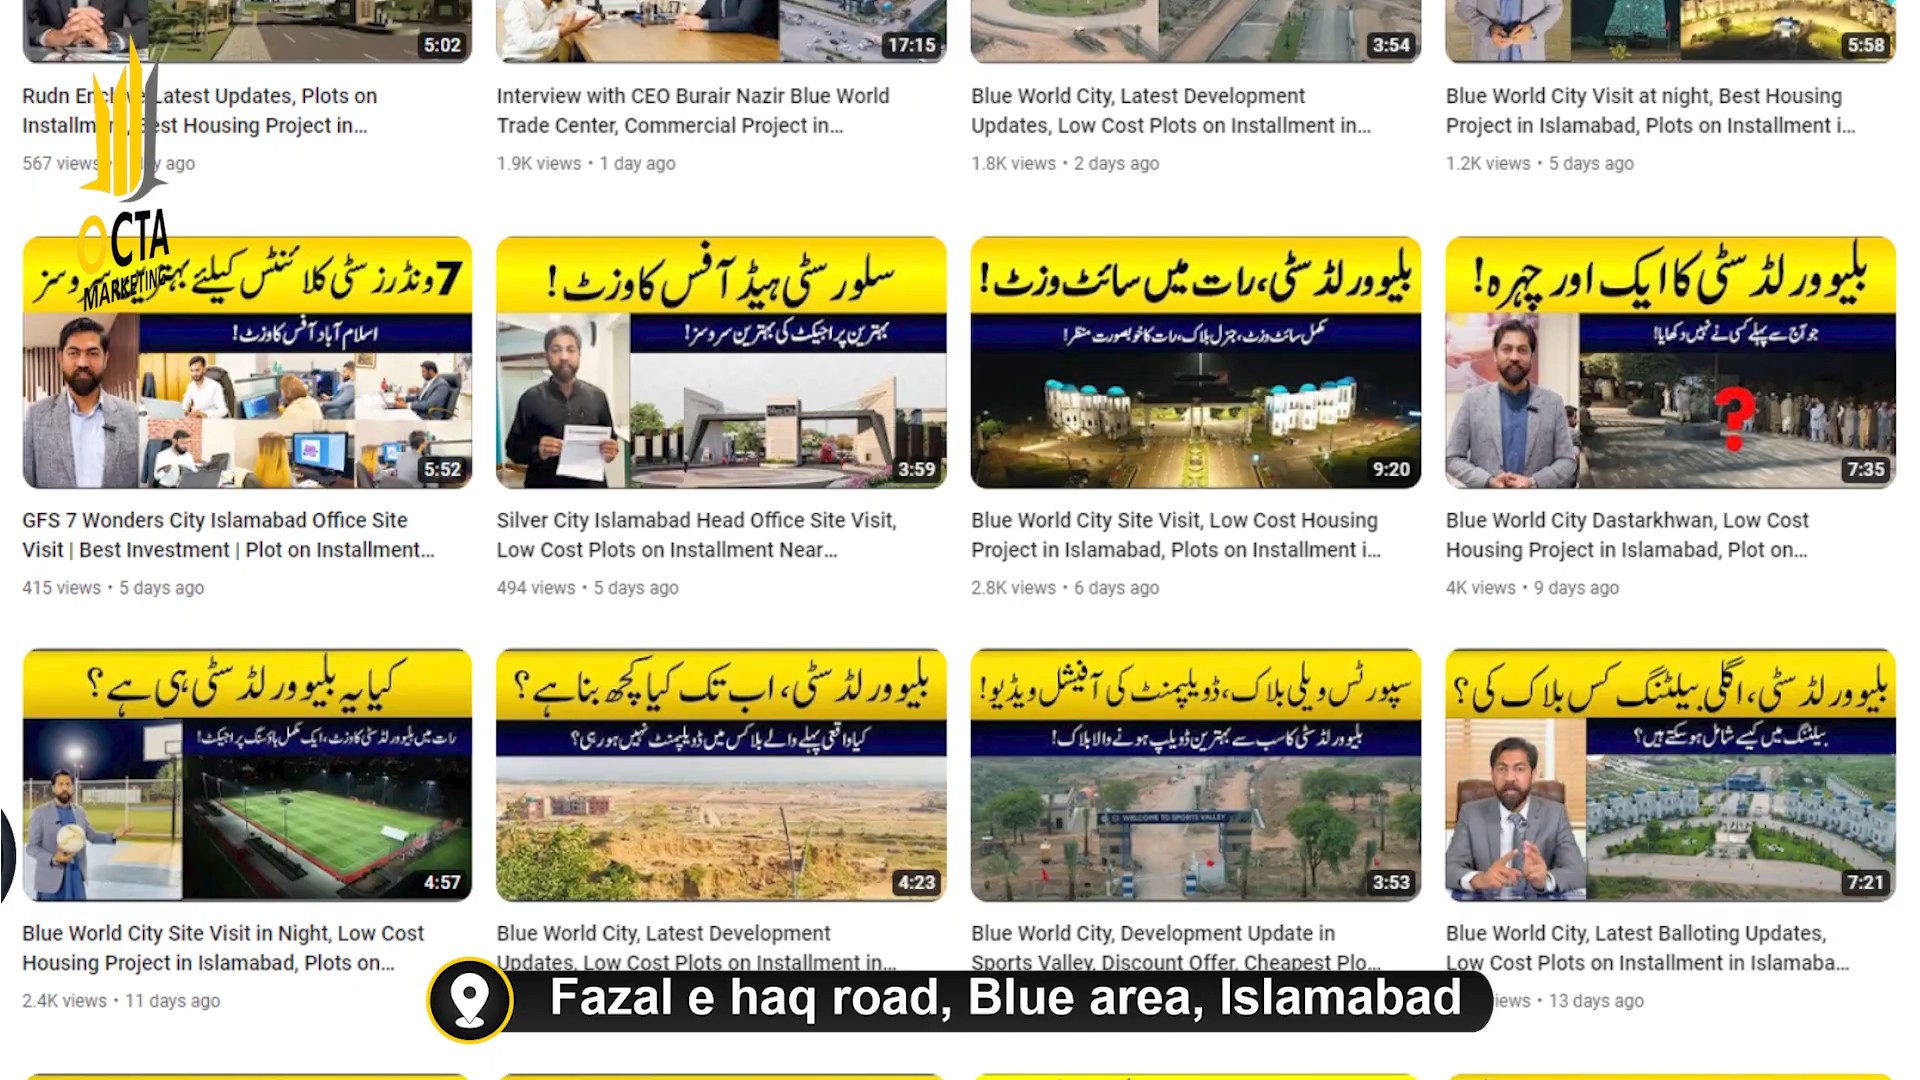 5:02
17:15
3:54
5:58
Rudn Enclave Latest Updates, Plots on
Installment, Best Housing Project in...
567 views • day ago
Interview with CEO Burair Nazir Blue World
Trade Center, Commercial Project in...
1.9K views • 1 day ago
Blue World City, Latest Development
Updates, Low Cost Plots on Installment in...
1.8K views • 2 days ago
Blue World City Visit at night, Best Housing
Project in Islamabad, Plots on Installment i...
1.2K views • 5 days ago
OCTA
MARKETING
7 ونڈرز سٹی کلائنٹس کیلئے بہترین سروسز
اسلام آباد آفس کا وزٹ!
5:52
سلور سٹی ہیڈ آفس کا وزٹ!
بہترین پراجیکٹ کی بہترین سروسز!
3:59
بلیو ورلڈ سٹی، رات میں سائٹ وزٹ!
مکمل سائٹ وزٹ، جنرل بلاک، رات کا خوبصورت منظر!
9:20
بلیو ورلڈ سٹی کا ایک اور چہرہ!
جو آج سے پہلے کسی نے نہیں دکھایا!
?
7:35
GFS 7 Wonders City Islamabad Office Site
Visit | Best Investment | Plot on Installment...
415 views • 5 days ago
Silver City Islamabad Head Office Site Visit,
Low Cost Plots on Installment Near...
494 views • 5 days ago
Blue World City Site Visit, Low Cost Housing
Project in Islamabad, Plots on Installment i...
2.8K views • 6 days ago
Blue World City Dastarkhwan, Low Cost
Housing Project in Islamabad, Plot on...
4K views • 9 days ago
کیا یہ بلیو ورلڈ سٹی ہی ہے؟
رات میں بلیو ورلڈ سٹی کا وزٹ، ایک مکمل ہاؤسنگ پراجیکٹ!
4:57
بلیو ورلڈ سٹی، اب تک کیا کچھ بنا ہے؟
کیا واقعی پہلے والے بلاکس میں ڈویلپمنٹ نہیں ہو رہی؟
4:23
سپورٹس ویلی بلاک، ڈویلپمنٹ کی آفیشل ویڈیو!
بلیو ورلڈ سٹی کا سب سے بہترین ڈویلپ ہونے والا بلاک!
WELCOME TO SPORTS VALLEY
3:53
بلیو ورلڈ سٹی، اگلی بیلٹنگ کس بلاک کی؟
بیلٹنگ میں کیسے شامل ہو سکتے ہیں؟
7:21
Blue World City Site Visit in Night, Low Cost
Housing Project in Islamabad, Plots on...
2.4K views • 11 days ago
Blue World City, Latest Development
Updates, Low Cost Plots on Installment in...
Blue World City, Development Update in
Sports Valley, Discount Offer, Cheapest Plo...
Blue World City, Latest Balloting Updates,
Low Cost Plots on Installment in Islamaba...
iews • 13 days ago
Fazal e haq road, Blue area, Islamabad